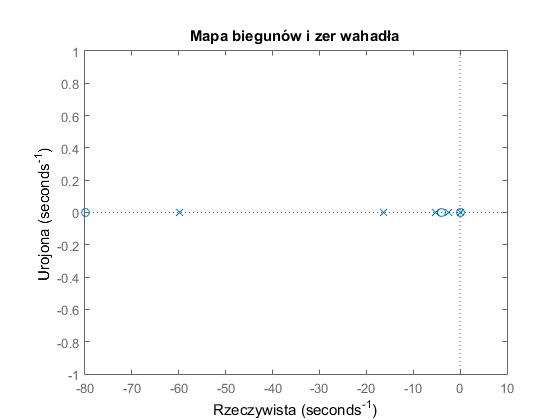 Mapa biegunów i zer wahadła
1
0.8
0.6
0.4
0.2
0
-0.2
-0.4
-0.6
-0.8
-1
Urojona (seconds⁻¹)
-80 -70 -60 -50 -40 -30 -20 -10 0 10
Rzeczywista (seconds⁻¹)